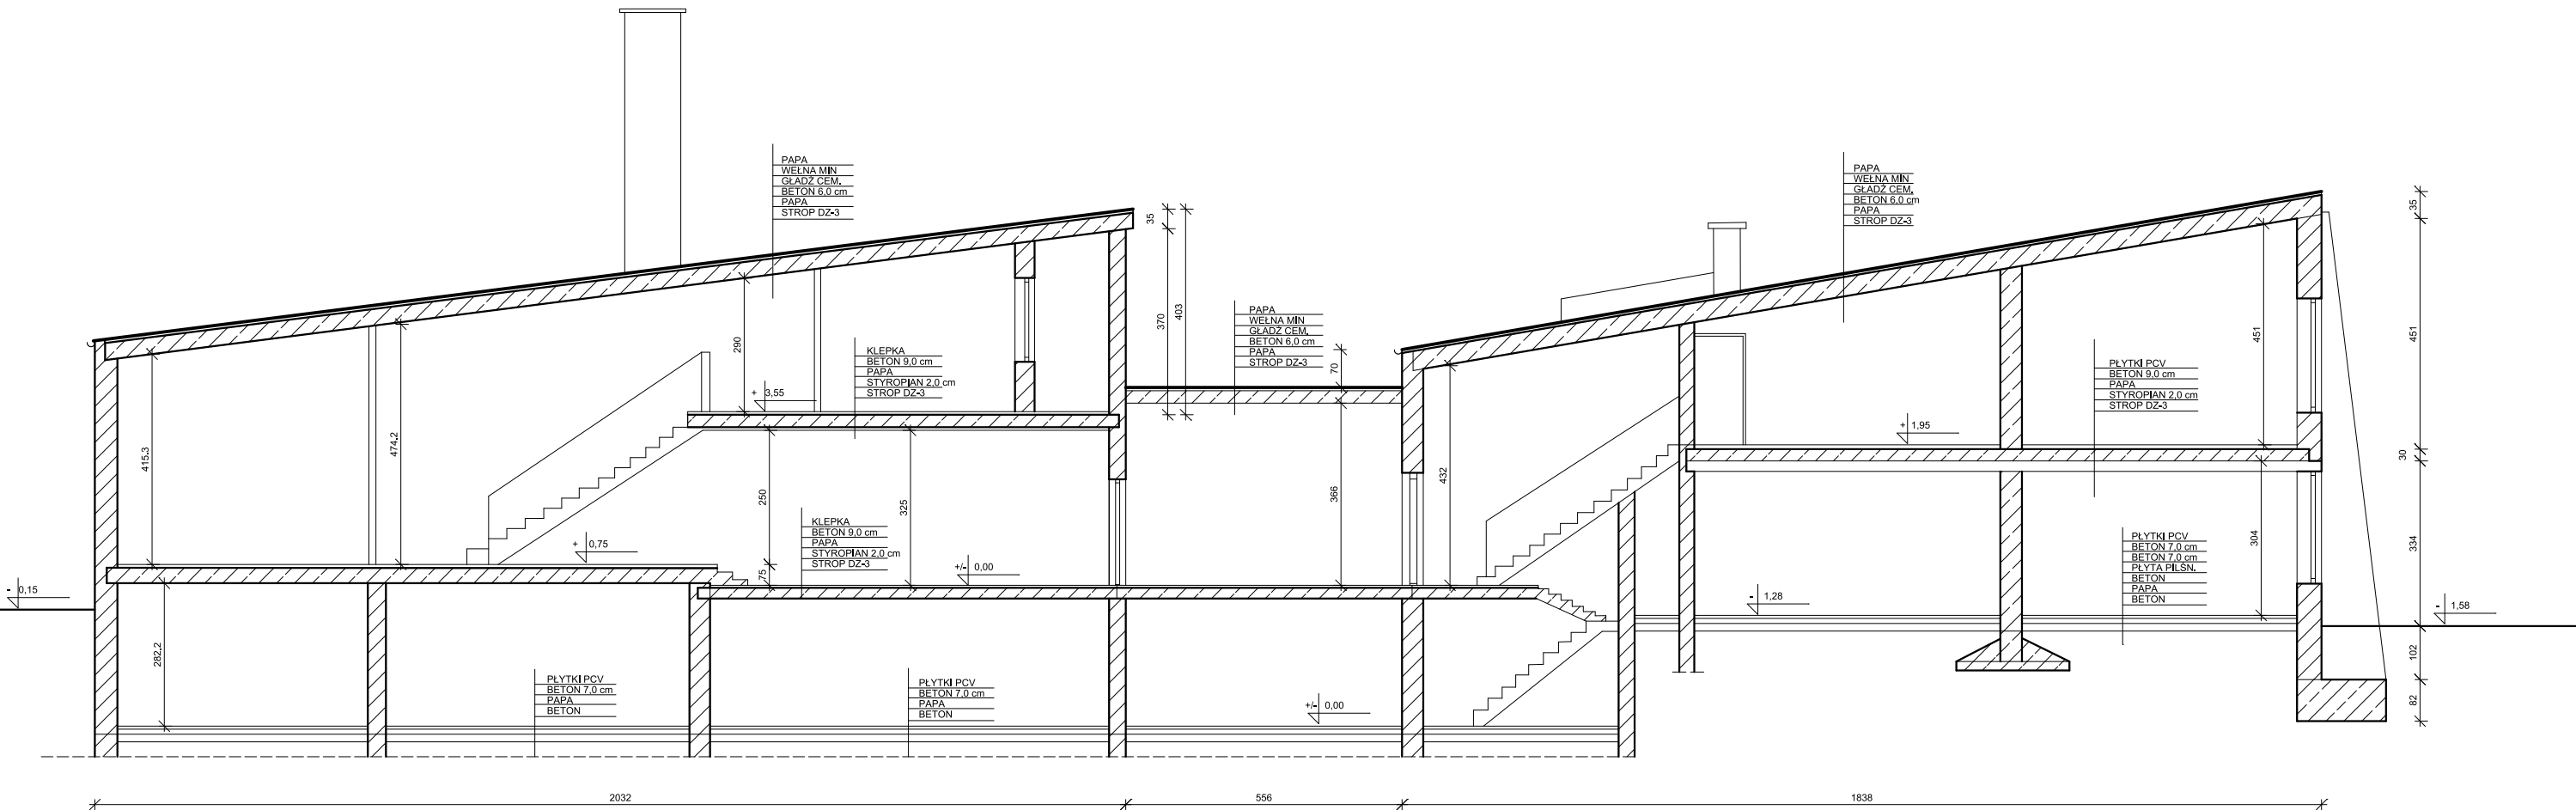 PAPA
WEŁNA MIN
GŁADŹ CEM.
BETON 6,0 cm
PAPA
STROP DZ-3
PAPA
WEŁNA MIN
GŁADŹ CEM.
BETON 6,0 cm
PAPA
STROP DZ-3
35
370
403
35
451
451
PAPA
WEŁNA MIN
GŁADŹ CEM.
BETON 6,0 cm
PAPA
STROP DZ-3
290
KLEPKA
BETON 9,0 cm
PAPA
STYROPIAN 2,0 cm
STROP DZ-3
70
PŁYTKI PCV
BETON 9,0 cm
PAPA
STYROPIAN 2,0 cm
STROP DZ-3
+ 3,55
+ 1,95
415.3
474.2
250
325
366
432
30
KLEPKA
BETON 9,0 cm
PAPA
STYROPIAN 2,0 cm
STROP DZ-3
+ 0,75
75
+/- 0,00
304
334
PŁYTKI PCV
BETON 7,0 cm
BETON 7,0 cm
PŁYTA PILŚN.
BETON
PAPA
BETON
- 0,15
- 1,28
- 1,58
282.2
102
82
PŁYTKI PCV
BETON 7,0 cm
PAPA
BETON
PŁYTKI PCV
BETON 7,0 cm
PAPA
BETON
+/- 0,00
2032
556
1838